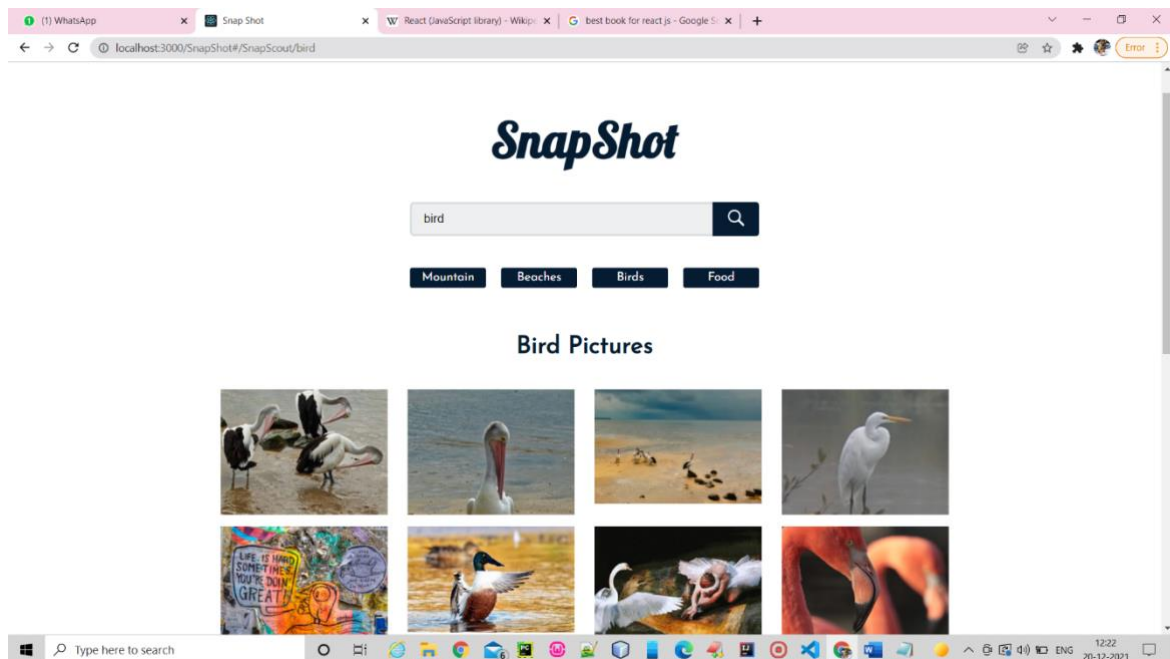 (1) WhatsApp
Snap Shot
React (JavaScript library) - Wikip
best book for react js - Google S
localhost:3000/SnapShot#/SnapScout/bird
Error
SnapShot
bird
Mountain Beaches Birds Food
Bird Pictures
LIFE IS HARD
SOMETIMES
YOU'RE DOIN'
GREAT
Type here to search
6
ENG
12:22
20-12-2021